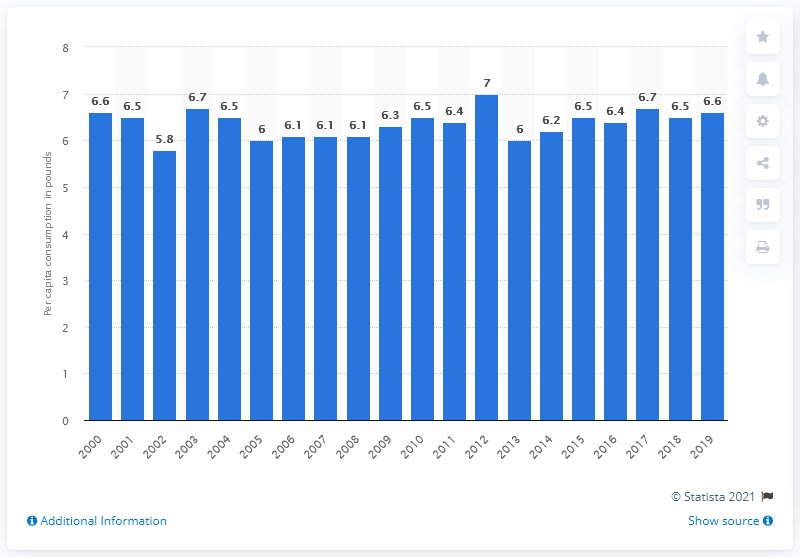 Per capita consumption in pounds
8
7
6
5
4
3
2
1
0
6.6 6.5 5.8 6.7 6.5 6 6.1 6.1 6.1 6.3 6.5 6.4 7 6 6.2 6.5 6.4 6.7 6.5 6.6
2000 2001 2002 2003 2004 2005 2006 2007 2008 2009 2010 2011 2012 2013 2014 2015 2016 2017 2018 2019
© Statista 2021
Additional Information
Show source